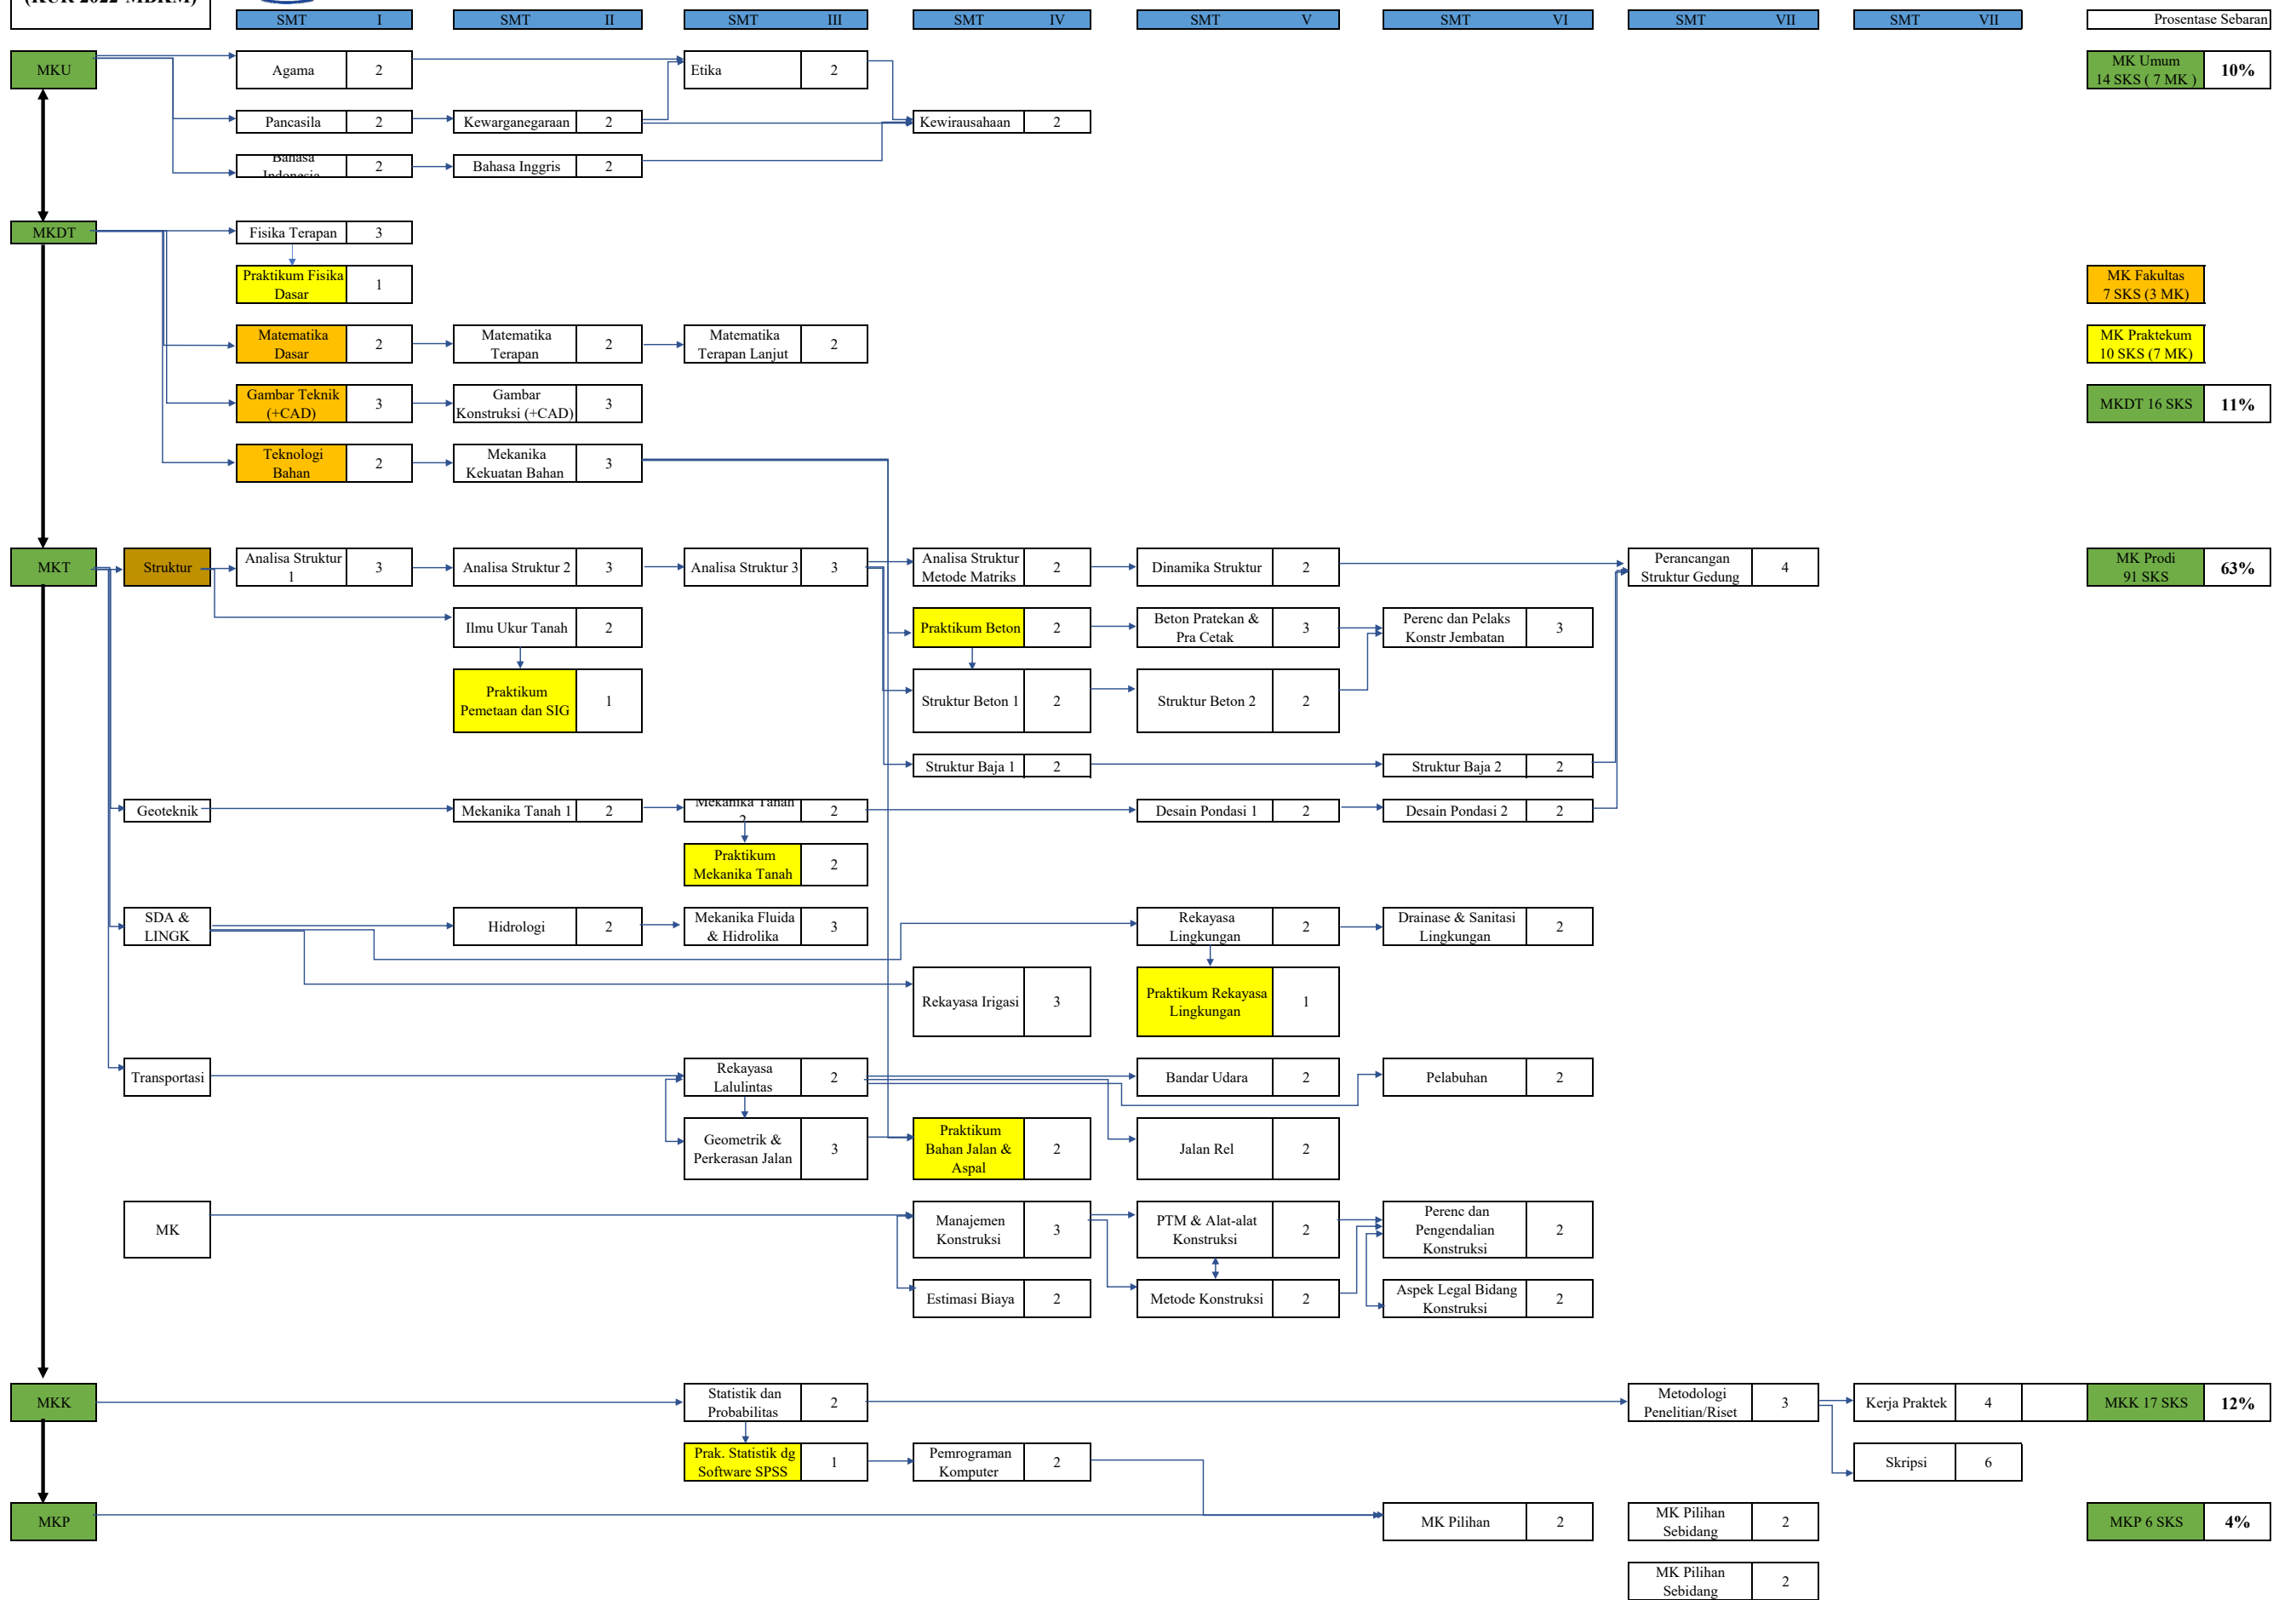 (KUR 2022-MBKM)
SMT I
SMT II
SMT III
SMT IV
SMT V
SMT VI
SMT VII
SMT VII
Prosentase Sebaran
MKU
Agama 2
Etika 2
MK Umum
14 SKS ( 7 MK )
10%
Pancasila 2
Kewarganegaraan 2
Kewirausahaan 2
Bahasa
Indonesia
2
Bahasa Inggris 2
MKDT
Fisika Terapan 3
Praktikum Fisika
Dasar
1
MK Fakultas
7 SKS (3 MK)
Matematika
Dasar
2
Matematika
Terapan
2
Matematika
Terapan Lanjut
2
MK Praktekum
10 SKS (7 MK)
Gambar Teknik
(+CAD)
3
Gambar
Konstruksi (+CAD)
3
MKDT 16 SKS
11%
Teknologi
Bahan
2
Mekanika
Kekuatan Bahan
3
MKT
Struktur
Analisa Struktur
1
3
Analisa Struktur 2 3
Analisa Struktur 3 3
Analisa Struktur
Metode Matriks
2
Dinamika Struktur 2
Perancangan
Struktur Gedung
4
MK Prodi
91 SKS
63%
Ilmu Ukur Tanah 2
Praktikum Beton 2
Beton Pratekan &
Pra Cetak
3
Perenc dan Pelaks
Konstr Jembatan
3
Praktikum
Pemetaan dan SIG
1
Struktur Beton 1 2
Struktur Beton 2 2
Struktur Baja 1 2
Struktur Baja 2 2
Geoteknik
Mekanika Tanah 1 2
Mekanika Tanah
2
2
Desain Pondasi 1 2
Desain Pondasi 2 2
Praktikum
Mekanika Tanah
2
SDA &
LINGK
Hidrologi 2
Mekanika Fluida
& Hidrolika
3
Rekayasa
Lingkungan
2
Drainase & Sanitasi
Lingkungan
2
Rekayasa Irigasi 3
Praktikum Rekayasa
Lingkungan
1
Transportasi
Rekayasa
Lalulintas
2
Bandar Udara 2
Pelabuhan 2
Geometrik &
Perkerasan Jalan
3
Praktikum
Bahan Jalan &
Aspal
2
Jalan Rel 2
MK
Manajemen
Konstruksi
3
PTM & Alat-alat
Konstruksi
2
Perenc dan
Pengendalian
Konstruksi
2
Estimasi Biaya 2
Metode Konstruksi 2
Aspek Legal Bidang
Konstruksi
2
MKK
Statistik dan
Probabilitas
2
Metodologi
Penelitian/Riset
3
Kerja Praktek 4
MKK 17 SKS
12%
Prak. Statistik dg
Software SPSS
1
Pemrograman
Komputer
2
Skripsi 6
MKP
MK Pilihan 2
MK Pilihan
Sebidang
2
MKP 6 SKS
4%
MK Pilihan
Sebidang
2